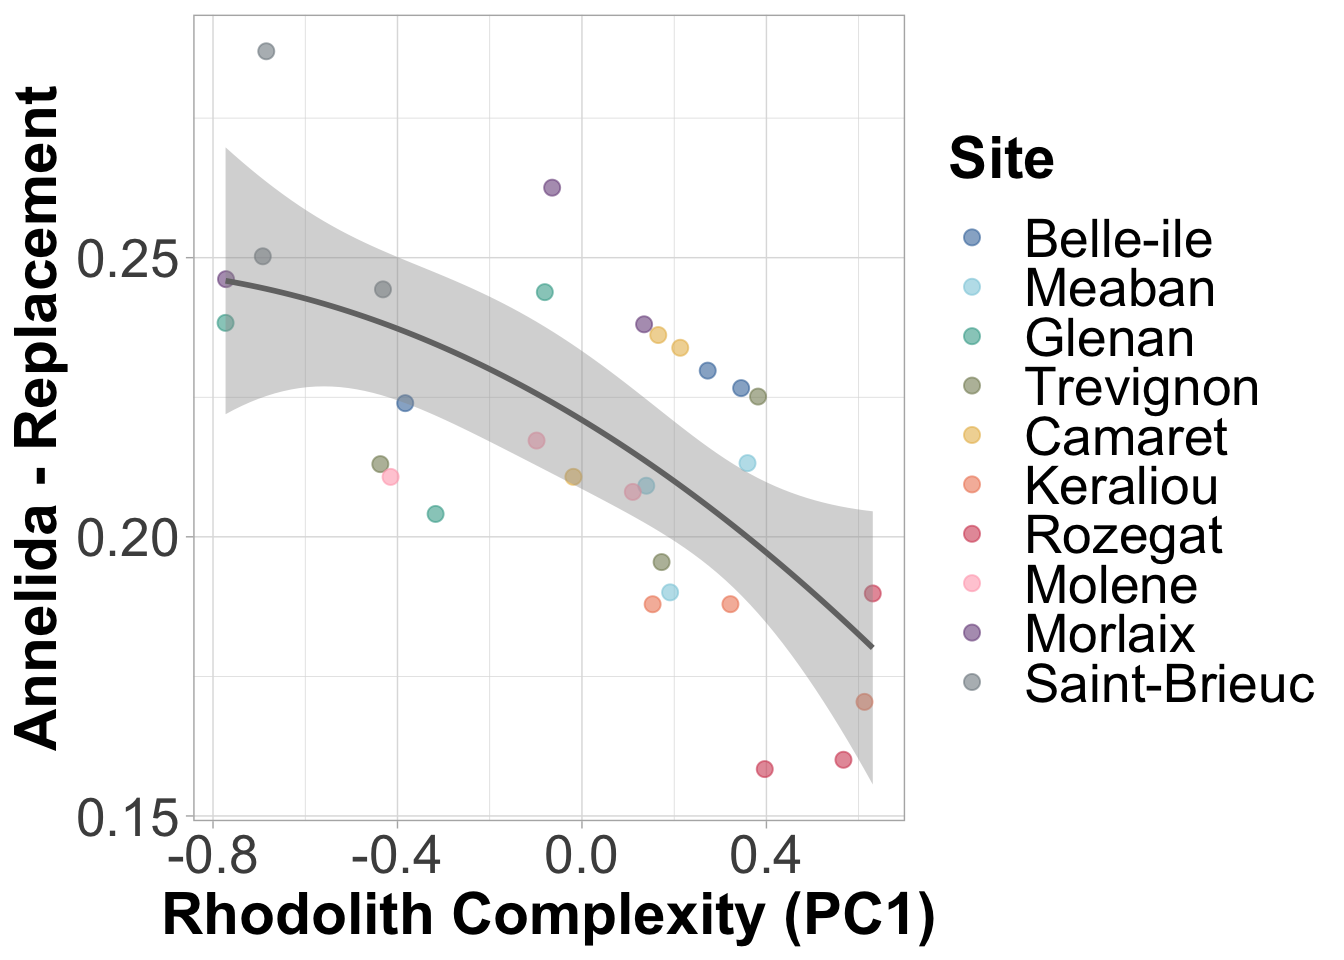 Annelida - Replacement
0.25
0.20
0.15
-0.8
-0.4
0.0
0.4
Rhodolith Complexity (PC1)
Site
Belle-ile
Meaban
Glenan
Trevignon
Camaret
Keraliou
Rozegat
Molene
Morlaix
Saint-Brieuc